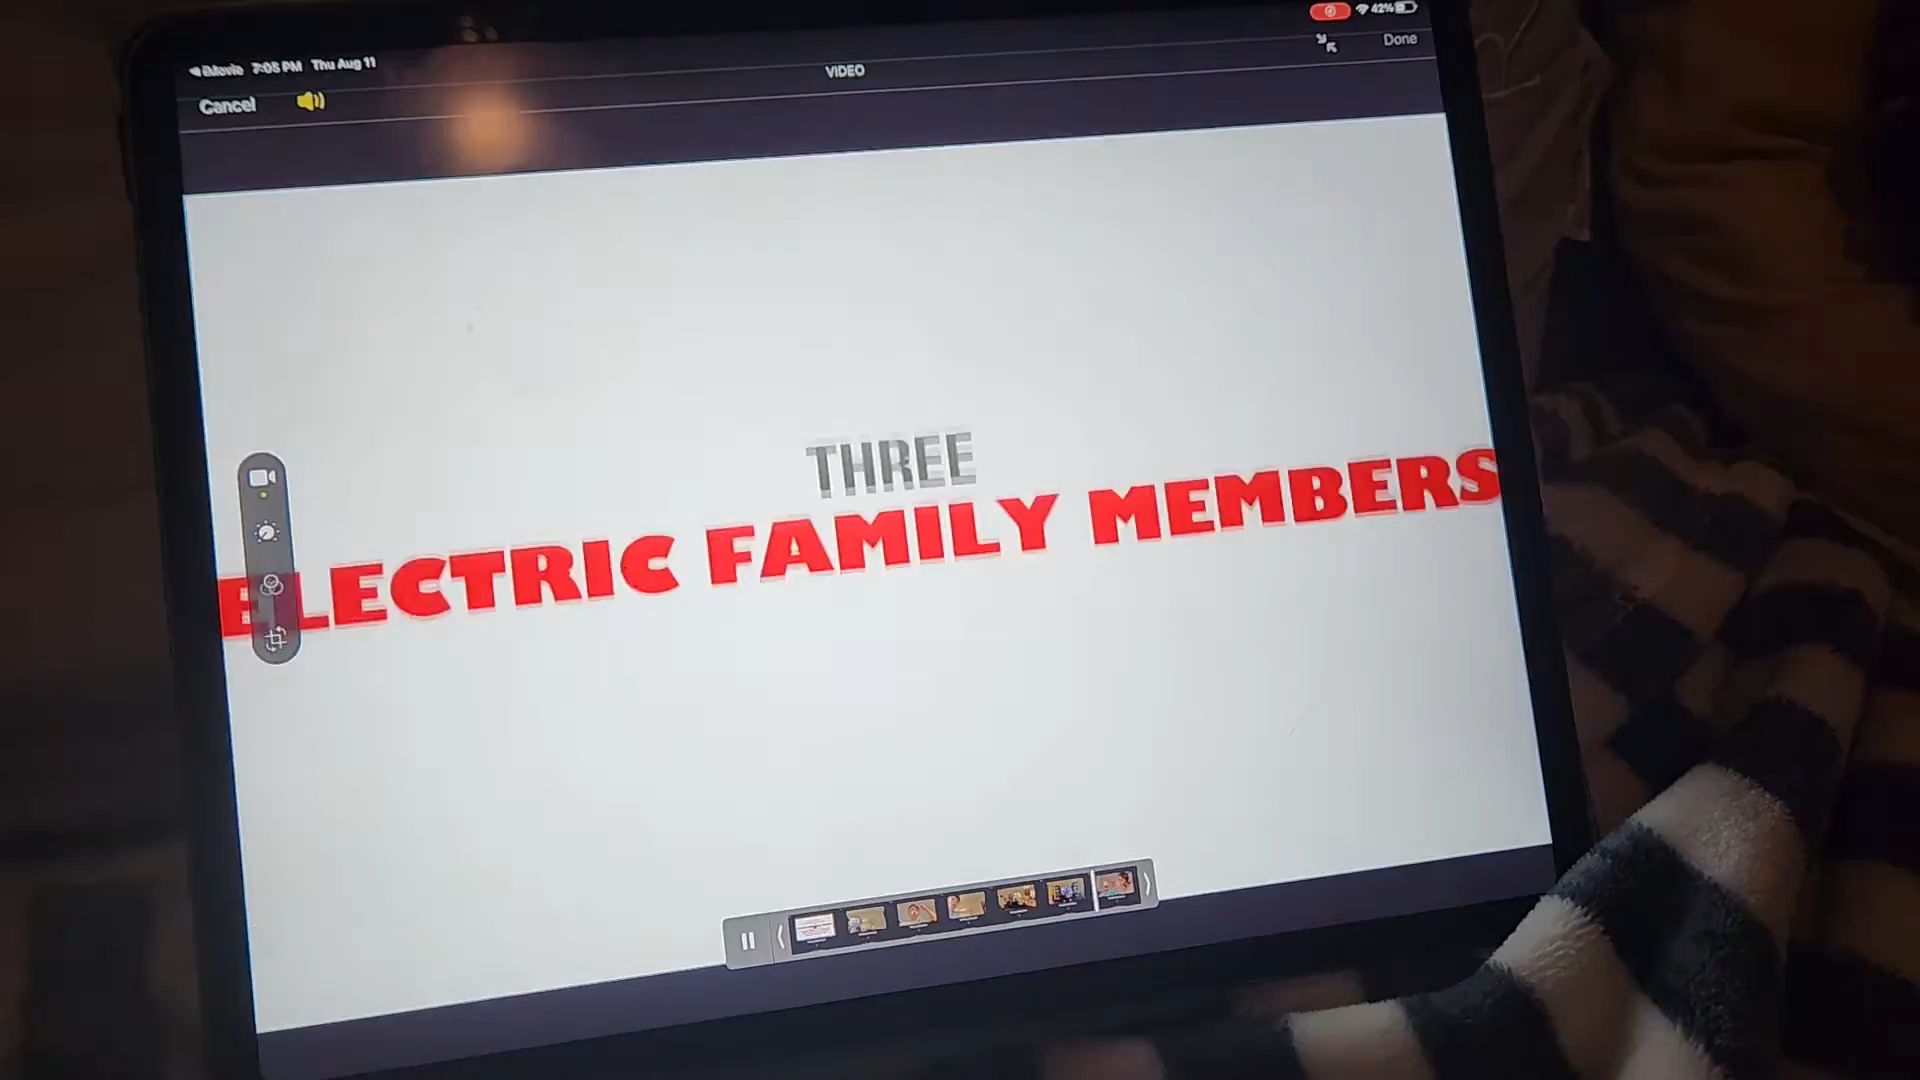 iMovie 7:05 PM Thu Aug 11
42%
Cancel
VIDEO
Done
THREE
ELECTRIC FAMILY MEMBERS